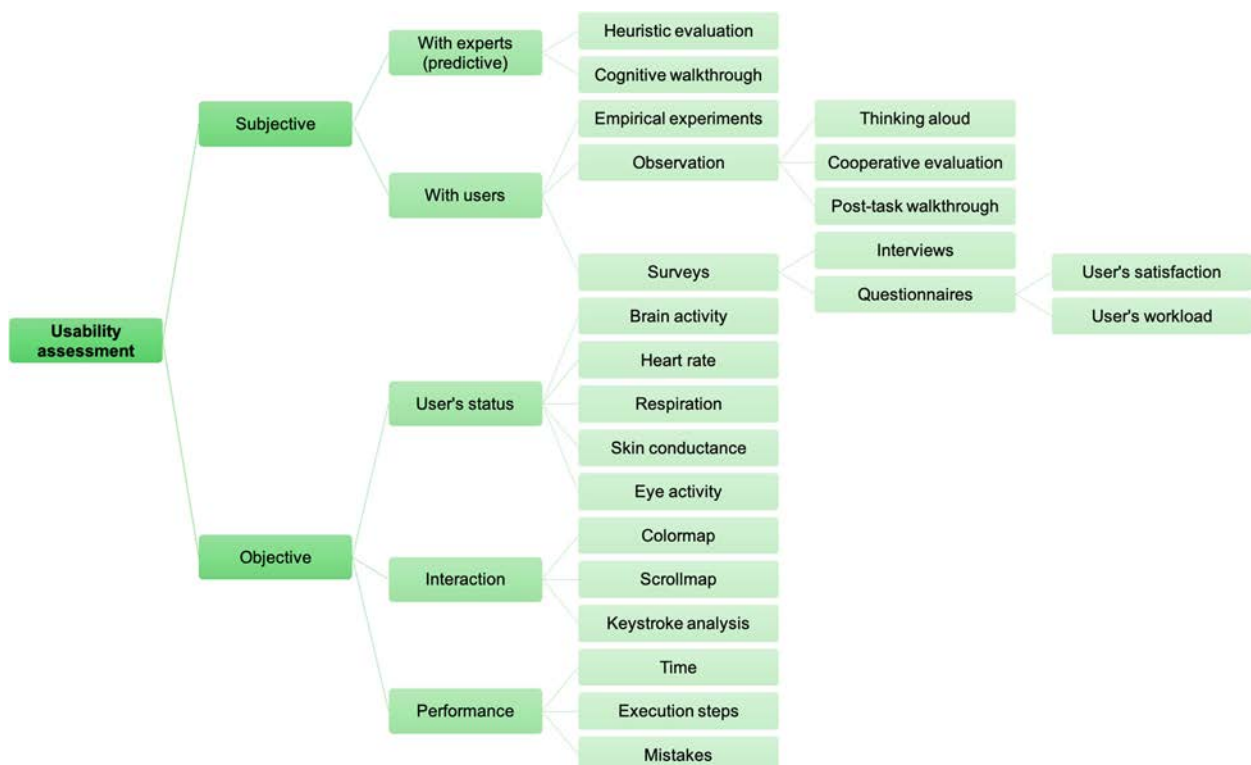 Usability
assessment
Subjective
With experts
(predictive)
Heuristic evaluation
Cognitive walkthrough
With users
Empirical experiments
Observation
Thinking aloud
Cooperative evaluation
Post-task walkthrough
Surveys
Interviews
Questionnaires
User's satisfaction
User's workload
Objective
User's status
Brain activity
Heart rate
Respiration
Skin conductance
Eye activity
Interaction
Colormap
Scrollmap
Keystroke analysis
Performance
Time
Execution steps
Mistakes